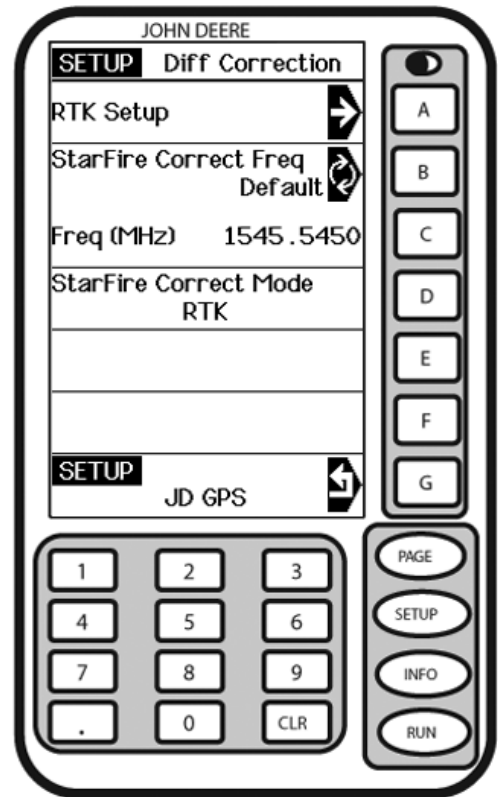 JOHN DEERE
SETUP Diff Correction
RTK Setup
StarFire Correct Freq
Default
Freq (MHz) 1545.5450
StarFire Correct Mode
RTK
SETUP
JD GPS
A
B
C
D
E
F
G
PAGE
SETUP
INFO
RUN
1 2 3
4 5 6
7 8 9
. 0 CLR